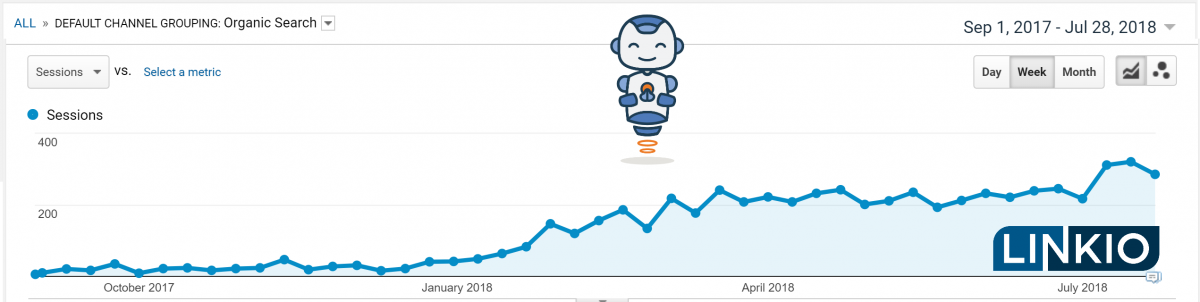 ALL » DEFAULT CHANNEL GROUPING: Organic Search
Sep 1, 2017 - Jul 28, 2018
Sessions vs. Select a metric
Day Week Month
Sessions
400
200
LINKIO
October 2017 January 2018 April 2018 July 2018